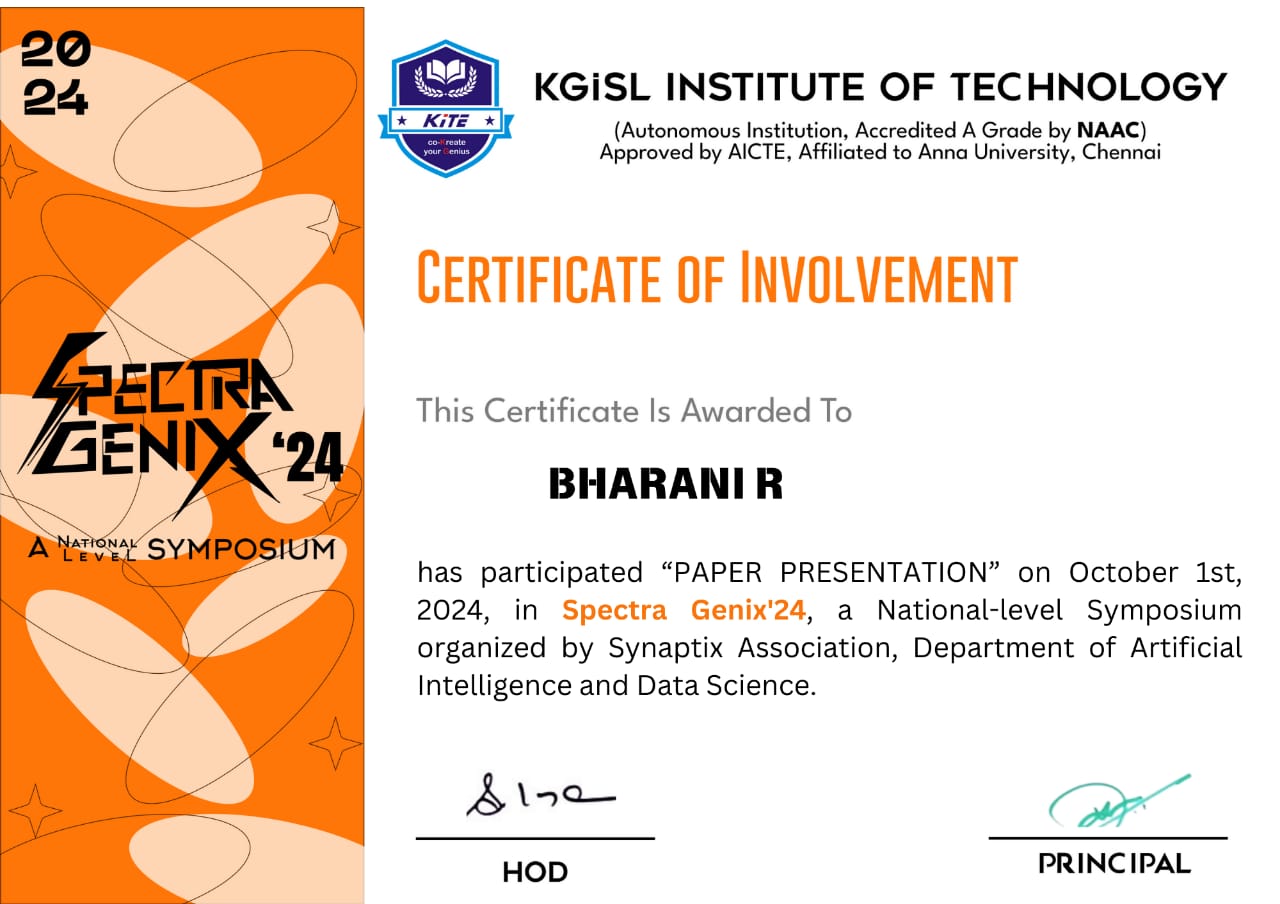 20
24
KiTE
co-Kreate
your Genius
KGiSL INSTITUTE OF TECHNOLOGY
(Autonomous Institution, Accredited A Grade by NAAC)
Approved by AICTE, Affiliated to Anna University, Chennai
CERTIFICATE OF INVOLVEMENT
SPECTRA
GENIX '24
A NATIONAL LEVEL SYMPOSIUM
This Certificate Is Awarded To
BHARANI R
has participated “PAPER PRESENTATION” on October 1st,
2024, in Spectra Genix'24, a National-level Symposium
organized by Synaptix Association, Department of Artificial
Intelligence and Data Science.
HOD
PRINCIPAL